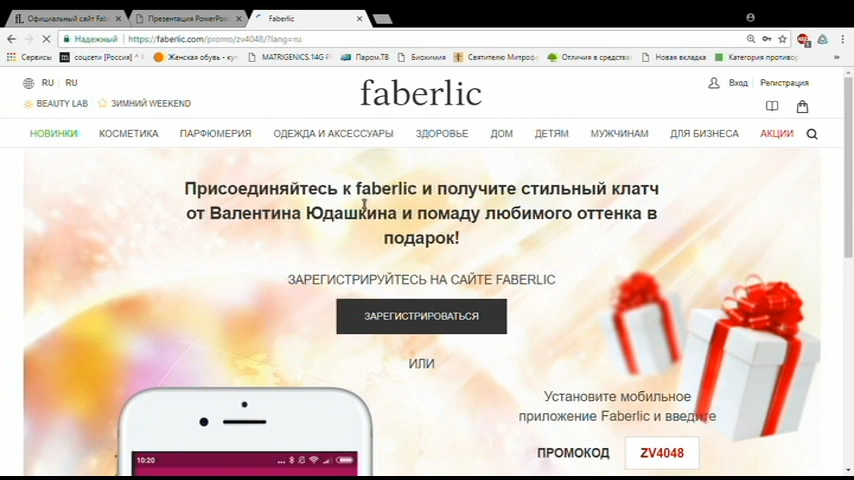 Официальный сайт Fab
Презентация PowerPoin
Faberlic
Надежный
https://faberlic.com/promo/zv4048/?lang=ru
Сервисы
соцсети [Россия]
Женская обувь - куп
MATRIGENICS.14G Р
Паром.ТВ
Биохимия
Святителю Митроф
Отличия в средства
Новая вкладка
Категория противор
»
RU
RU
Вход
Регистрация
faberlic
BEAUTY LAB
ЗИМНИЙ WEEKEND
НОВИНКИ
КОСМЕТИКА
ПАРФЮМЕРИЯ
ОДЕЖДА И АКСЕССУАРЫ
ЗДОРОВЬЕ
ДОМ
ДЕТЯМ
МУЖЧИНАМ
ДЛЯ БИЗНЕСА
АКЦИИ
Присоединяйтесь к faberlic и получите стильный клатч
от Валентина Юдашкина и помаду любимого оттенка в
подарок!
ЗАРЕГИСТРИРУЙТЕСЬ НА САЙТЕ FABERLIC
ЗАРЕГИСТРИРОВАТЬСЯ
ИЛИ
Установите мобильное
приложение Faberlic и введите
ПРОМОКОД
ZV4048
10:20